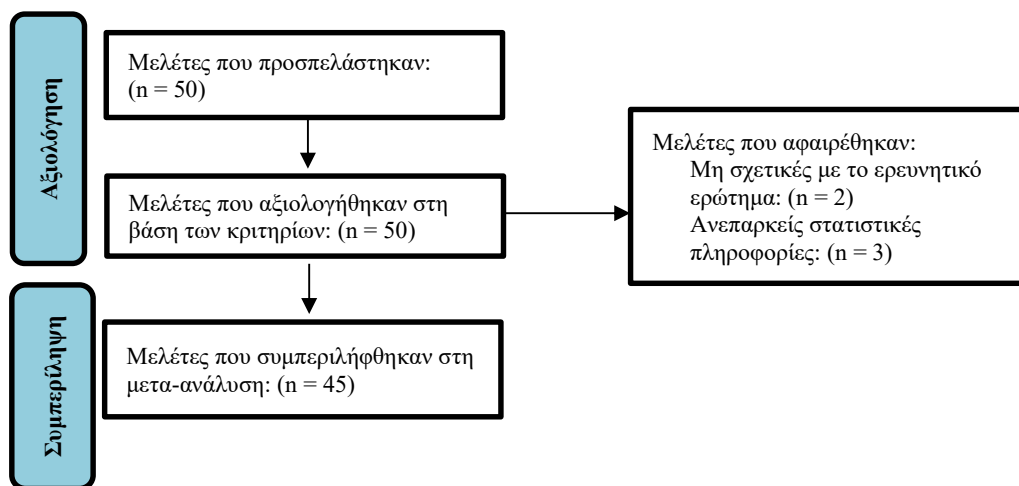 Αξιολόγηση
Μελέτες που προσπελάστηκαν:
(n = 50)
Μελέτες που αξιολογήθηκαν στη
βάση των κριτηρίων: (n = 50)
Μελέτες που αφαιρέθηκαν:
Μη σχετικές με το ερευνητικό
ερώτημα: (n = 2)
Ανεπαρκείς στατιστικές
πληροφορίες: (n = 3)
Συμπερίληψη
Μελέτες που συμπεριλήφθηκαν στη
μετα-ανάλυση: (n = 45)